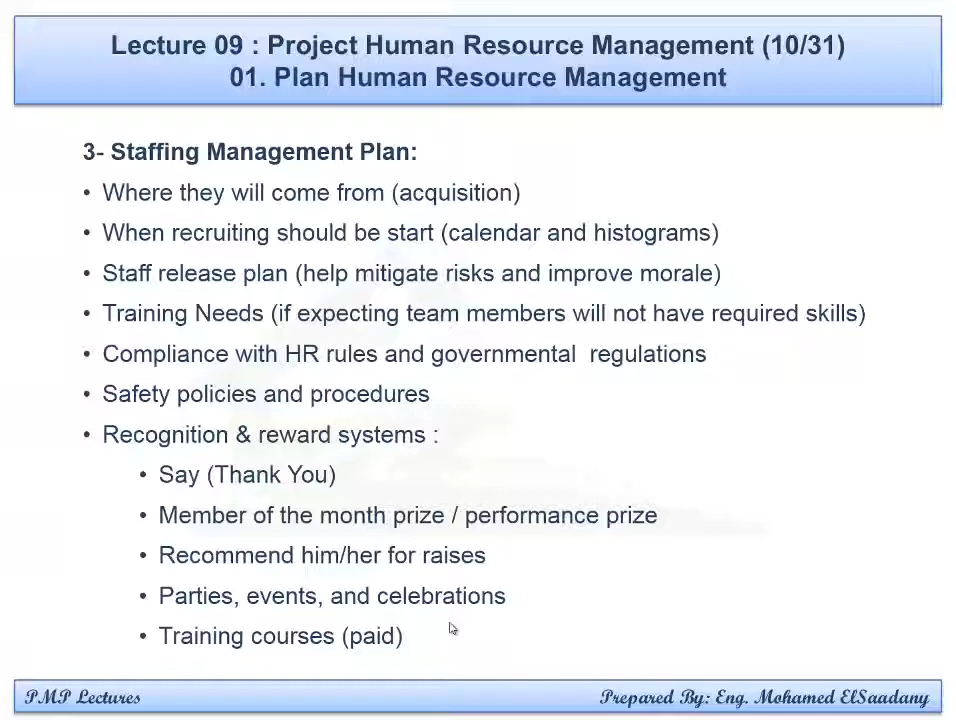 Lecture 09 : Project Human Resource Management (10/31)
01. Plan Human Resource Management
3- Staffing Management Plan:
• Where they will come from (acquisition)
• When recruiting should be start (calendar and histograms)
• Staff release plan (help mitigate risks and improve morale)
• Training Needs (if expecting team members will not have required skills)
• Compliance with HR rules and governmental  regulations
• Safety policies and procedures
• Recognition & reward systems :
• Say (Thank You)
• Member of the month prize / performance prize
• Recommend him/her for raises
• Parties, events, and celebrations
• Training courses (paid)
PMP Lectures
Prepared By: Eng. Mohamed ElSaadany